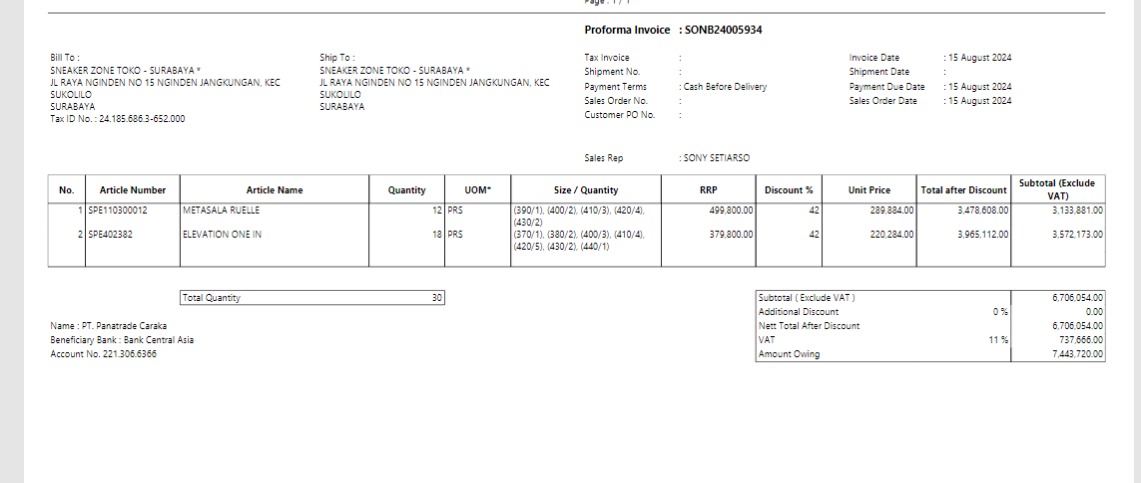 Page : 1 / 1
Proforma Invoice : SONB24005934
Bill To :
SNEAKER ZONE TOKO - SURABAYA *
JL RAYA NGINDEN NO 15 NGINDEN JANGKUNGAN, KEC
SUKOLILO
SURABAYA
Tax ID No. : 24.185.686.3-652.000
Ship To :
SNEAKER ZONE TOKO - SURABAYA *
JL RAYA NGINDEN NO 15 NGINDEN JANGKUNGAN, KEC
SUKOLILO
SURABAYA
Tax Invoice :
Shipment No. :
Payment Terms : Cash Before Delivery
Sales Order No. :
Customer PO No. :
Invoice Date : 15 August 2024
Shipment Date :
Payment Due Date : 15 August 2024
Sales Order Date : 15 August 2024
Sales Rep : SONY SETIARSO
No. Article Number Article Name Quantity UOM* Size / Quantity RRP Discount % Unit Price Total after Discount Subtotal (Exclude VAT)
1 SPE110300012 METASALA RUELLE 12 PRS (390/1), (400/2), (410/3), (420/4), 499,800.00 42 289,884.00 3,478,608.00 3,133,881.00
(430/2)
2 SPE402382 ELEVATION ONE IN 18 PRS (370/1), (380/2), (400/3), (410/4), 379,800.00 42 220,284.00 3,965,112.00 3,572,173.00
(420/5), (430/2), (440/1)
Total Quantity 30
Name : PT. Panatrade Caraka
Beneficiary Bank : Bank Central Asia
Account No. 221.306.6366
Subtotal ( Exclude VAT ) 6,706,054.00
Additional Discount 0 % 0.00
Nett Total After Discount 6,706,054.00
VAT 11 % 737,666.00
Amount Owing 7,443,720.00